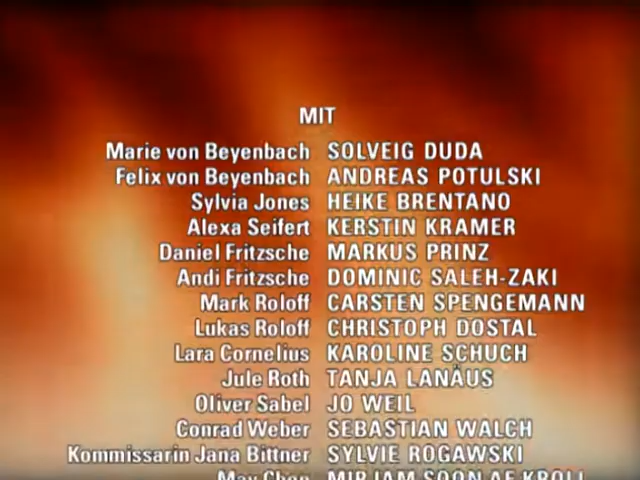 MIT
Marie von Beyenbach SOLVEIG DUDA
Felix von Beyenbach ANDREAS POTULSKI
Sylvia Jones HEIKE BRENTANO
Alexa Seifert KERSTIN KRAMER
Daniel Fritzsche MARKUS PRINZ
Andi Fritzsche DOMINIC SALEH-ZAKI
Mark Roloff CARSTEN SPENGEMANN
Lukas Roloff CHRISTOPH DOSTAL
Lara Cornelius KAROLINE SCHUCH
Jule Roth TANJA LANÄUS
Oliver Sabel JO WEIL
Conrad Weber SEBASTIAN WALCH
Kommissarin Jana Bittner SYLVIE ROGAWSKI